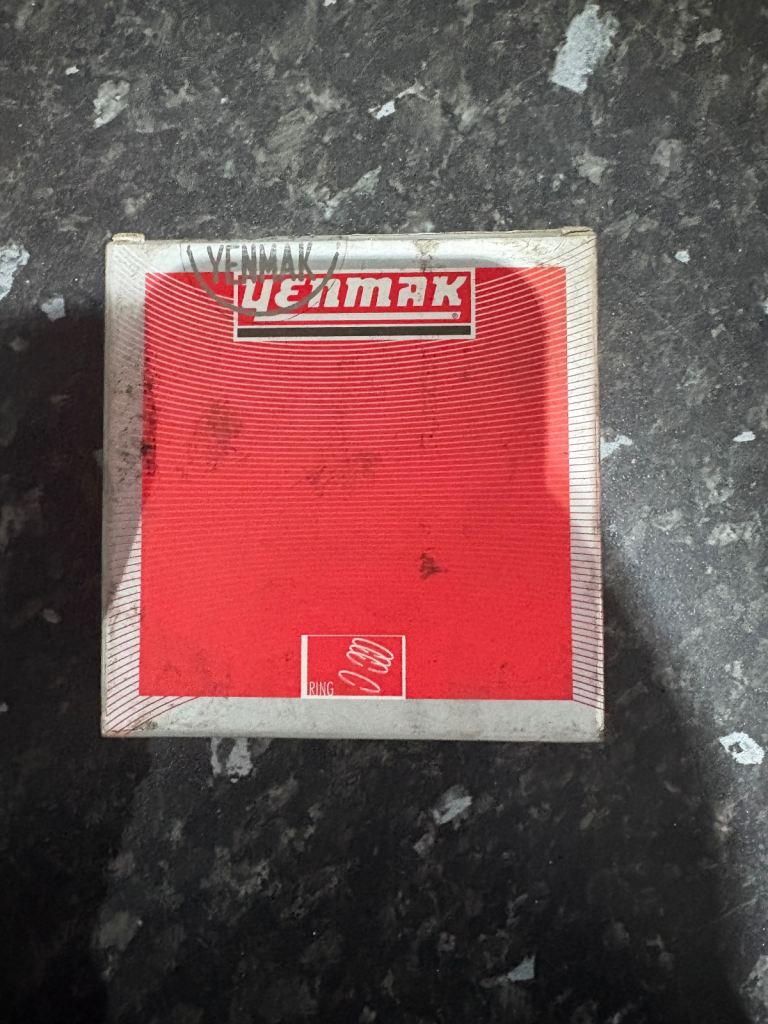 YENMAK
yenmak
®
RING